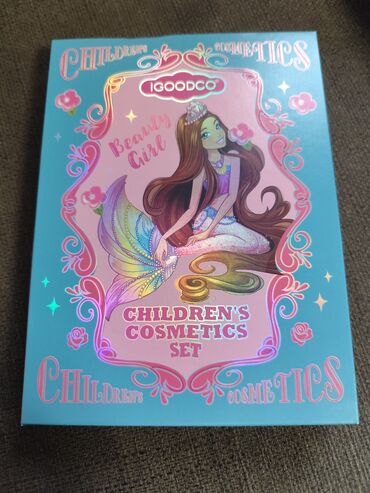 CHILDREN'S COSMETICS
IGOODCO
Beauty
Girl
CHILDREN'S
COSMETICS
SET
CHILDREN'S COSMETICS